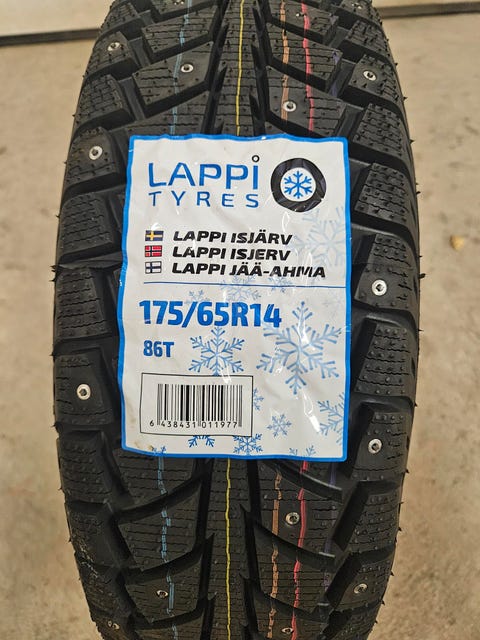 LAPPI
TYRES
LAPPI ISJÄRV
LAPPI ISJERV
LAPPI JÄÄ-AHMA
175/65R14
86T
6 438431 011977